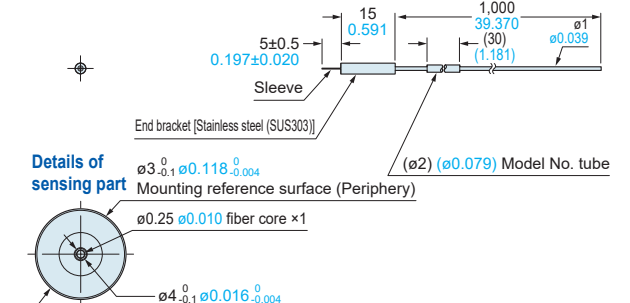 15
0.591
1,000
39.370
ø1
ø0.039
5±0.5
0.197±0.020
(30)
(1.181)
Sleeve
End bracket [Stainless steel (SUS303)]
(ø2) (ø0.079) Model No. tube
Details of
sensing part
ø3 0 -0.1 ø0.118 0 -0.004
Mounting reference surface (Periphery)
ø0.25 ø0.010 fiber core ×1
ø4 0 -0.1 ø0.016 0 -0.004